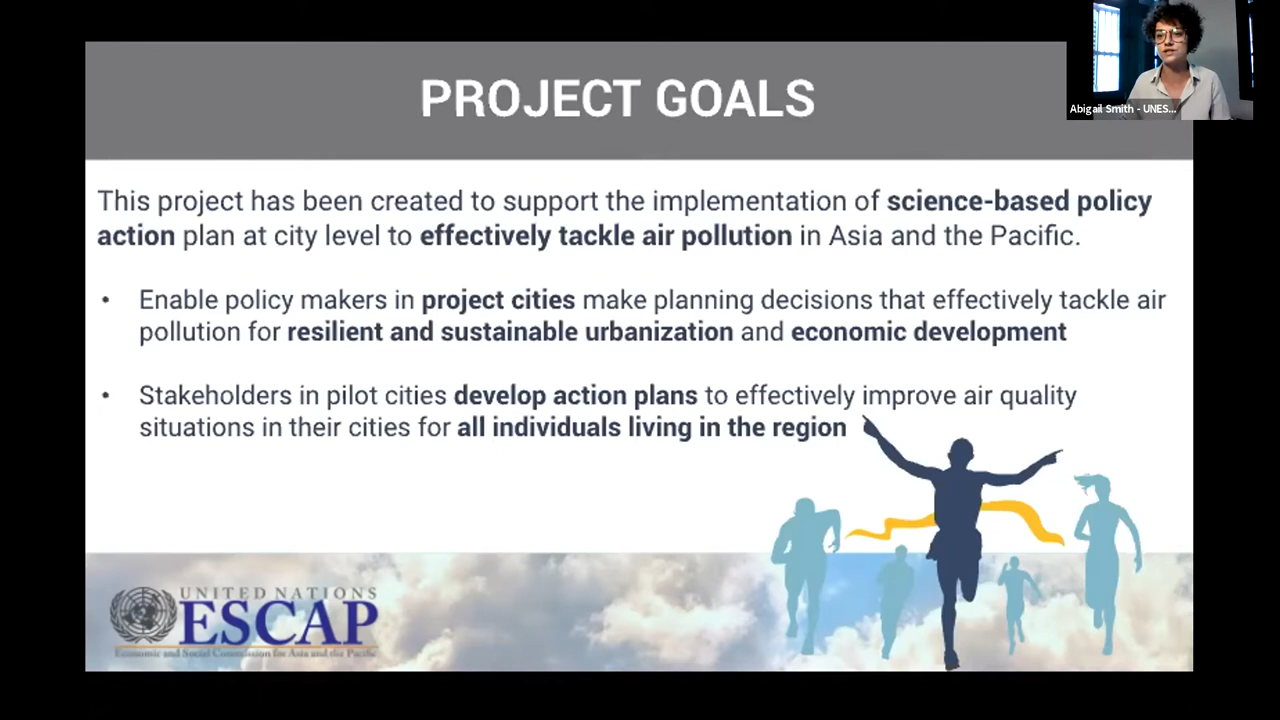 PROJECT GOALS
Abigail Smith - UNES...
This project has been created to support the implementation of science-based policy
action plan at city level to effectively tackle air pollution in Asia and the Pacific.
• Enable policy makers in project cities make planning decisions that effectively tackle air
pollution for resilient and sustainable urbanization and economic development
• Stakeholders in pilot cities develop action plans to effectively improve air quality
situations in their cities for all individuals living in the region
UNITED NATIONS
ESCAP
Economic and Social Commission for Asia and the Pacific